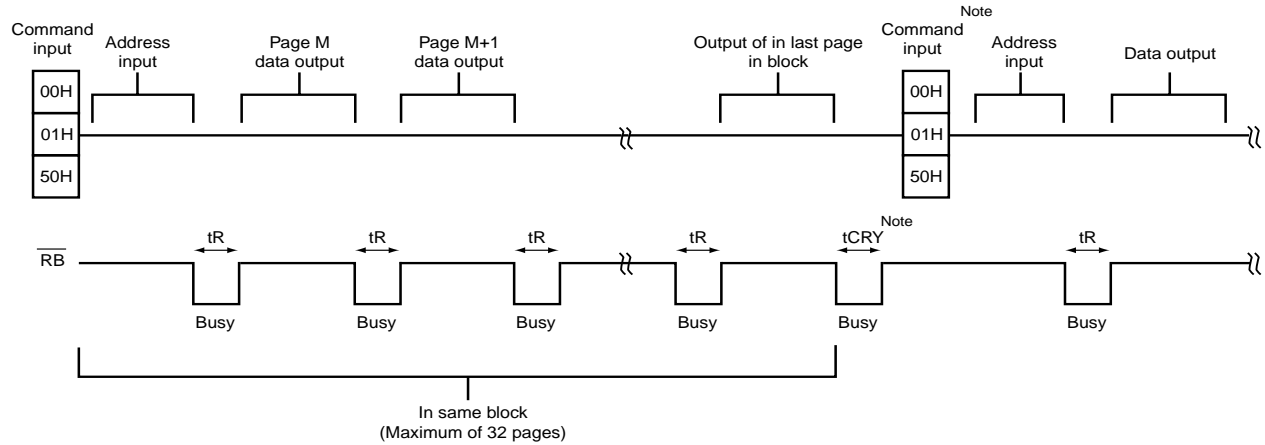 Note
Command
input
Address
input
Page M
data output
Page M+1
data output
Output of in last page
in block
Command
input
Address
input
Data output
00H
01H
50H
00H
01H
50H
RB
tR
tR
tR
tR
tCRY
Note
tR
Busy
Busy
Busy
Busy
Busy
Busy
In same block
(Maximum of 32 pages)